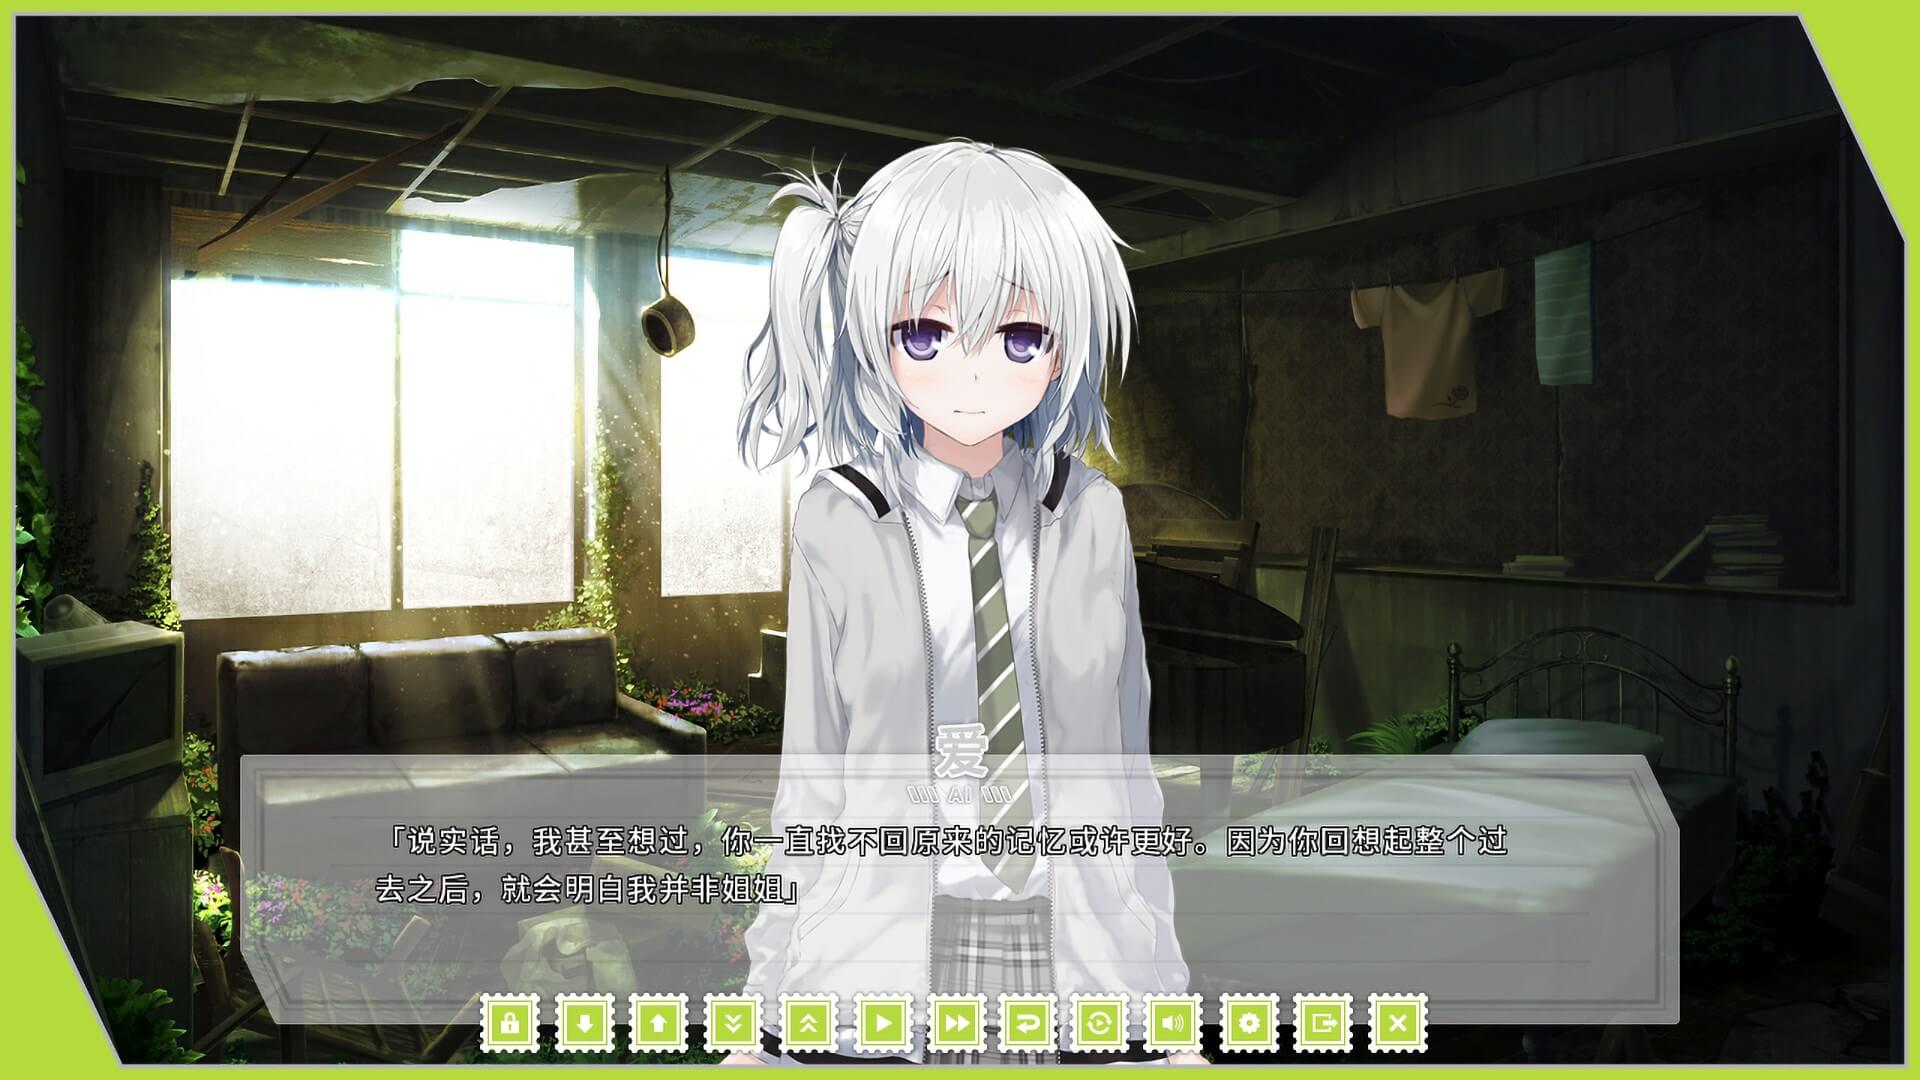 爱
AI
「说实话，我甚至想过，你一直找不回原来的记忆或许更好。因为你回想起整个过
去之后，就会明白我并非姐姐」